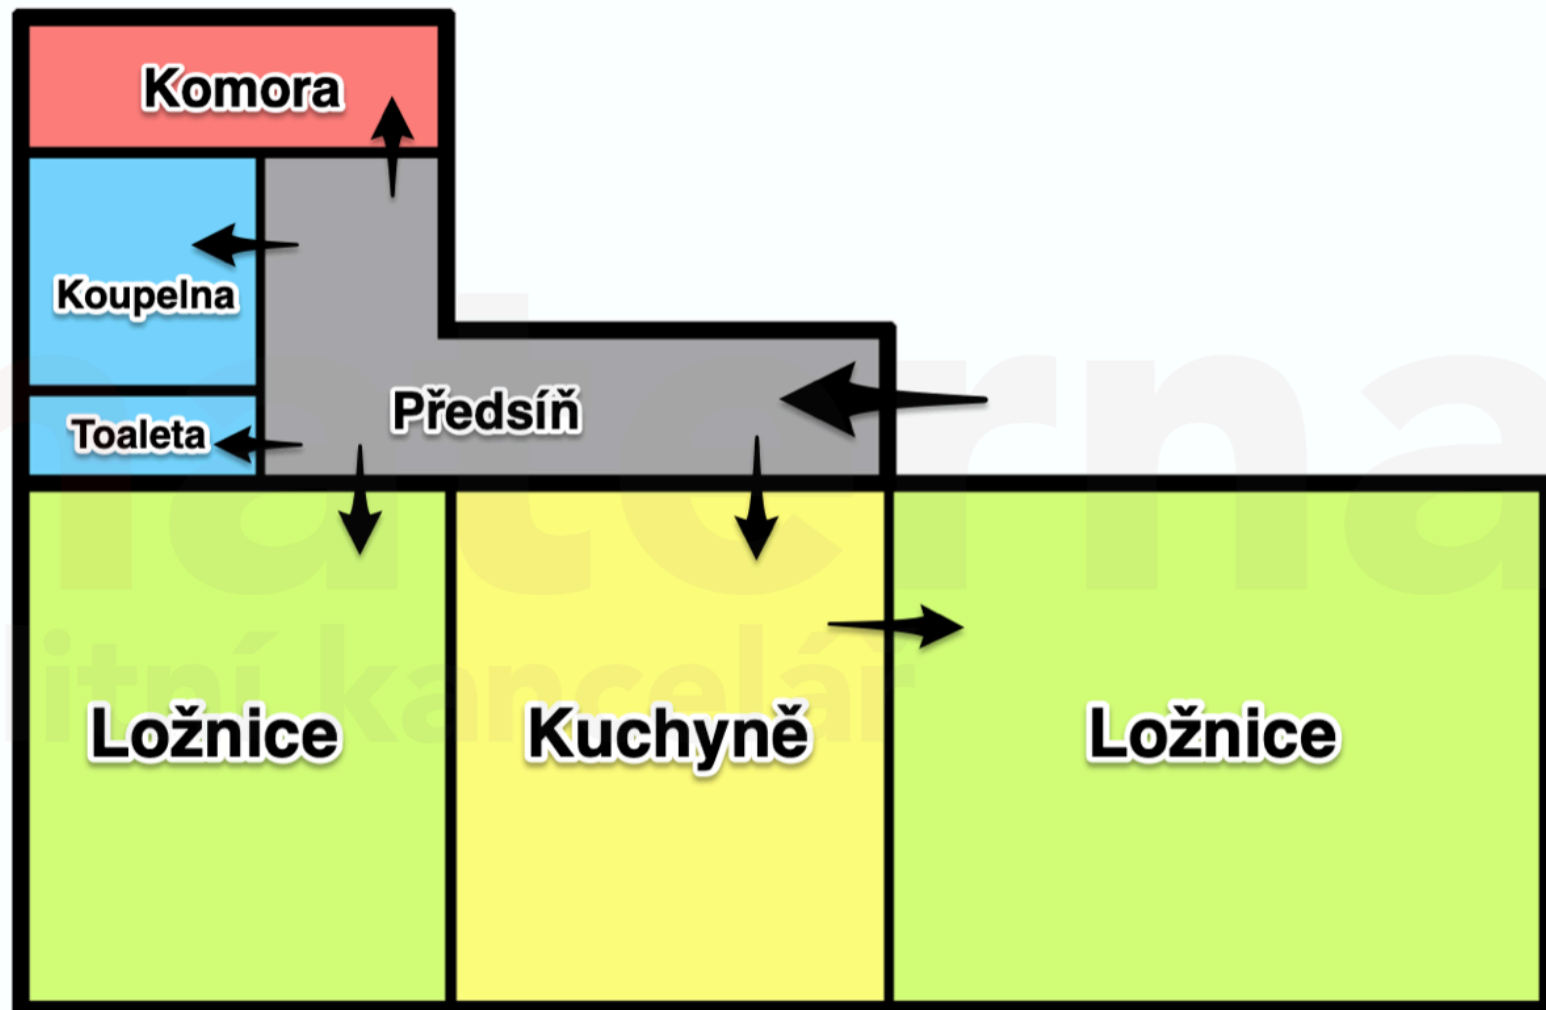 Komora
Koupelna
Toaleta
Předsíň
Ložnice
Kuchyně
Ložnice